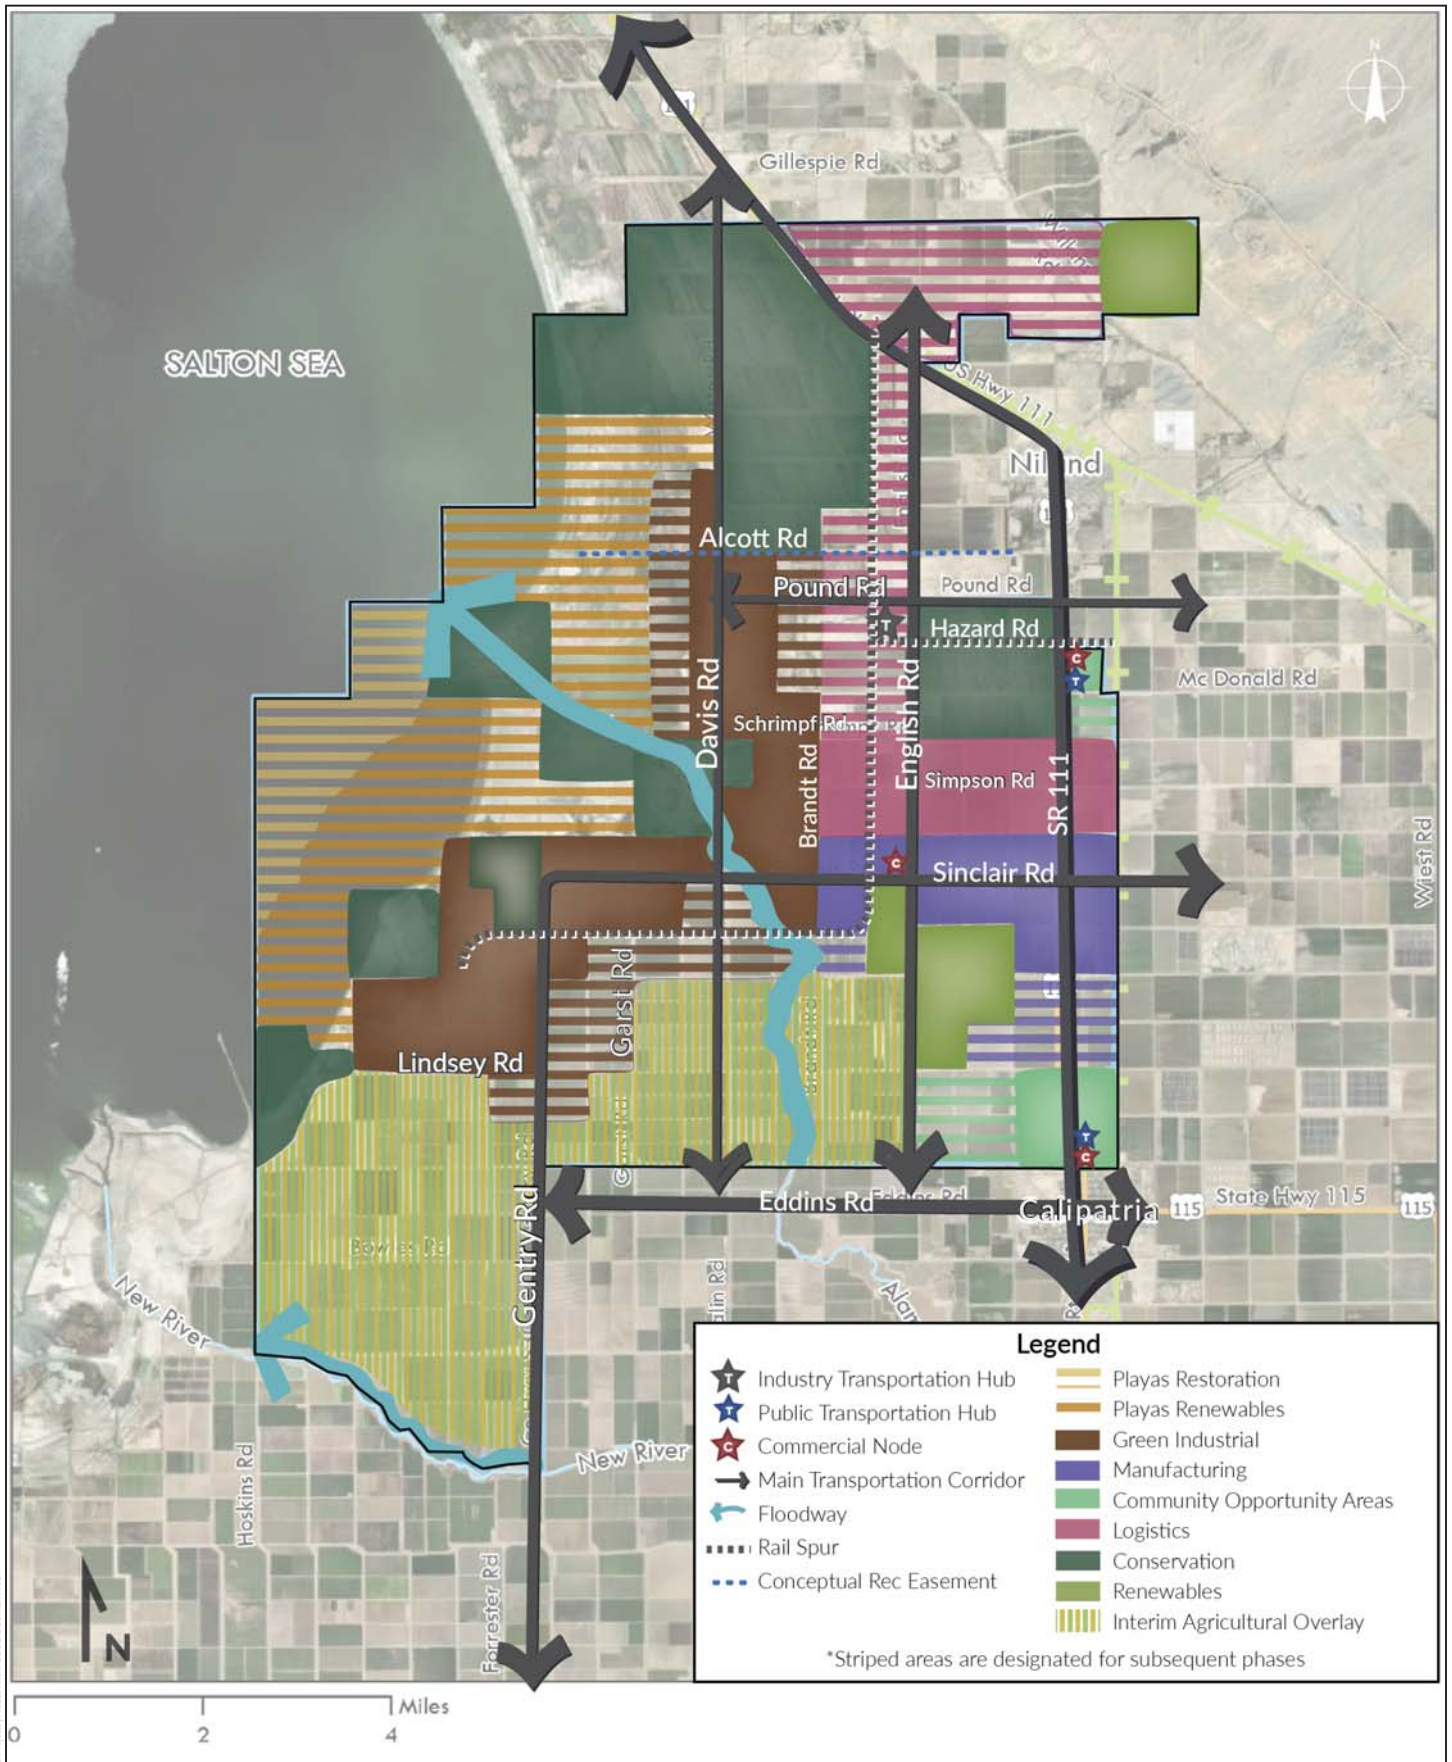 N
Gillespie Rd
SALTON SEA
US Hwy 111
Niland
Alcott Rd
Pound Rd
Pound Rd
T
Hazard Rd
C
T
Mc Donald Rd
Davis Rd
Schrimpf Rd
English Rd
Brandt Rd
Simpson Rd
SR 111
Wiest Rd
C
Sinclair Rd
Garst Rd
Lindsey Rd
T
C
Eddins Rd
Eddins Rd
Calipatria
115
State Hwy 115
115
Gentry Rd
Bowles Rd
New River
New River
Hoskins Rd
Forrester Rd
N
Legend
T Industry Transportation Hub
T Public Transportation Hub
C Commercial Node
Main Transportation Corridor
Floodway
Rail Spur
Conceptual Rec Easement
Playas Restoration
Playas Renewables
Green Industrial
Manufacturing
Community Opportunity Areas
Logistics
Conservation
Renewables
Interim Agricultural Overlay
*Striped areas are designated for subsequent phases
Miles
0 2 4